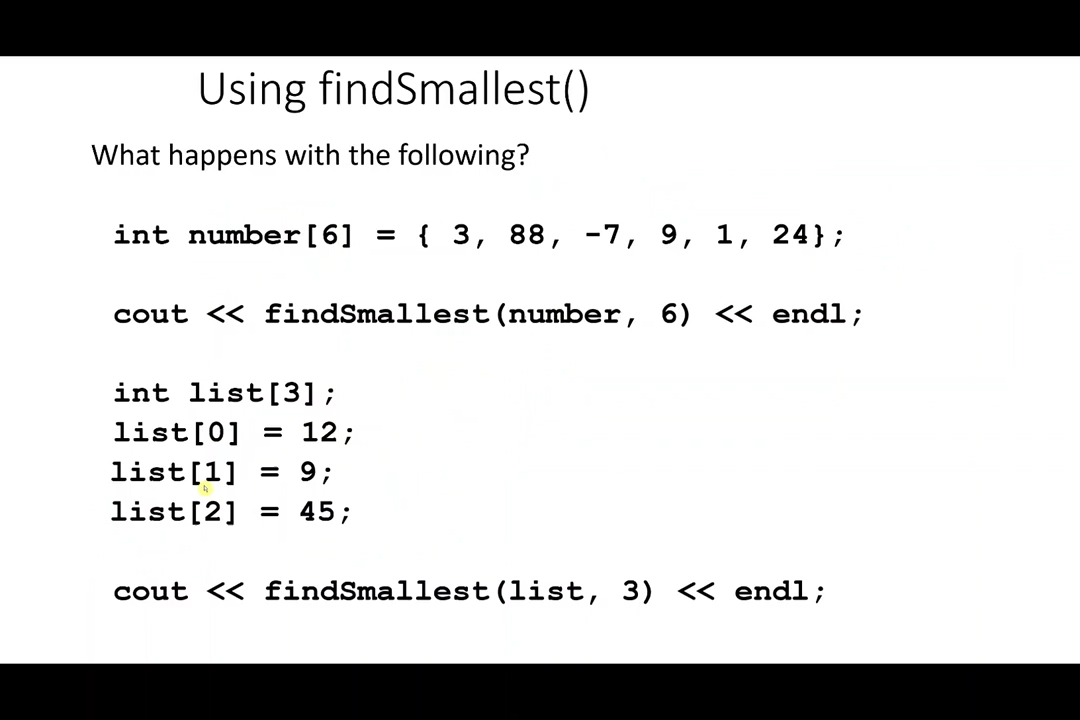 Using findSmallest()
What happens with the following?
int number[6] = { 3, 88, -7, 9, 1, 24};
cout << findSmallest(number, 6) << endl;
int list[3];
list[0] = 12;
list[1] = 9;
list[2] = 45;
cout << findSmallest(list, 3) << endl;